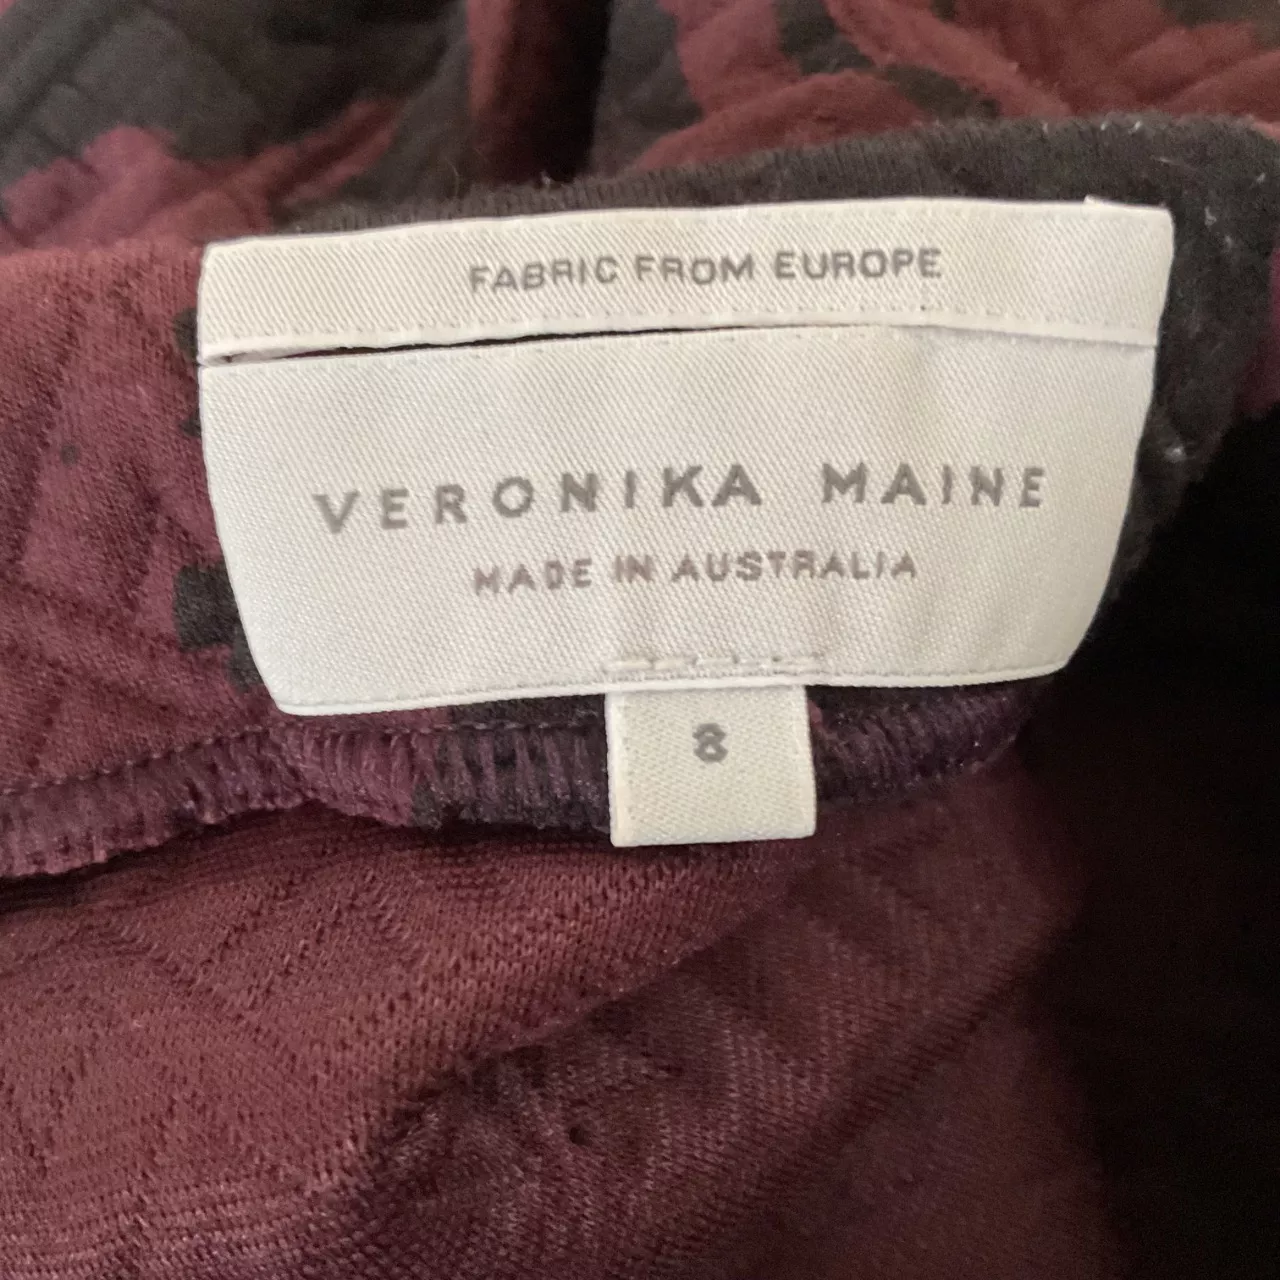 FABRIC FROM EUROPE
VERONIKA MAINE
MADE IN AUSTRALIA
8